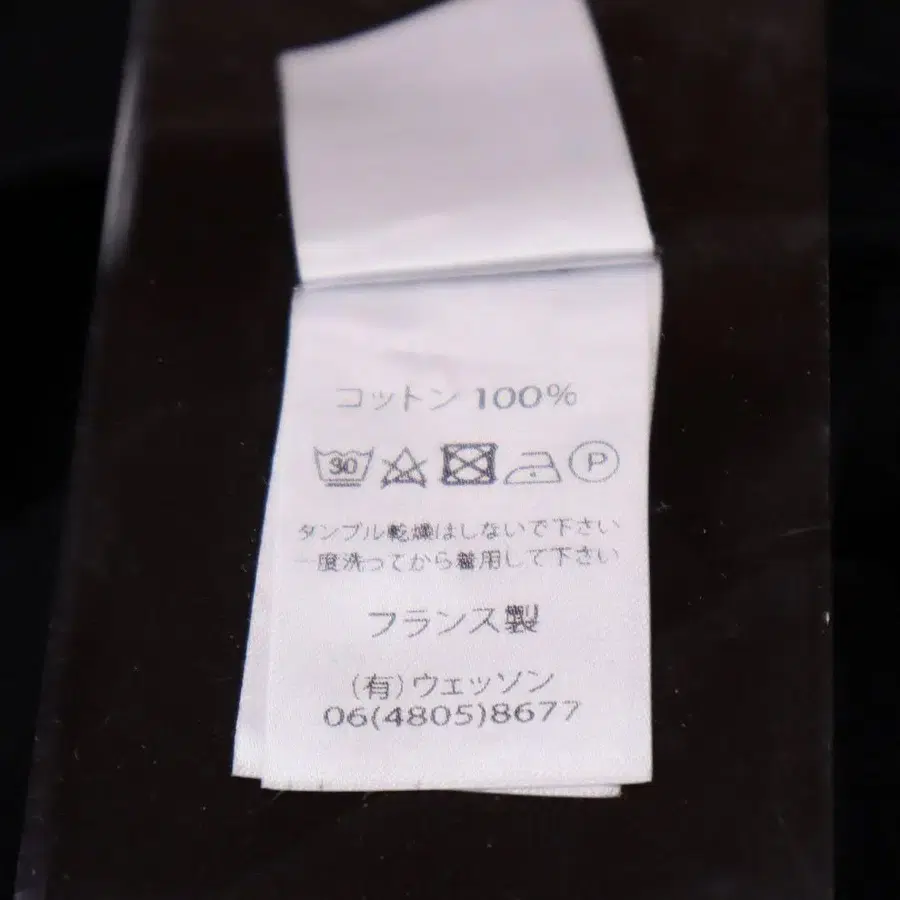 コットン 100%
30 P
タンブル乾燥はしないで下さい
一度洗ってから着用して下さい
フランス製
(有)ウェッソン
06(4805)8677